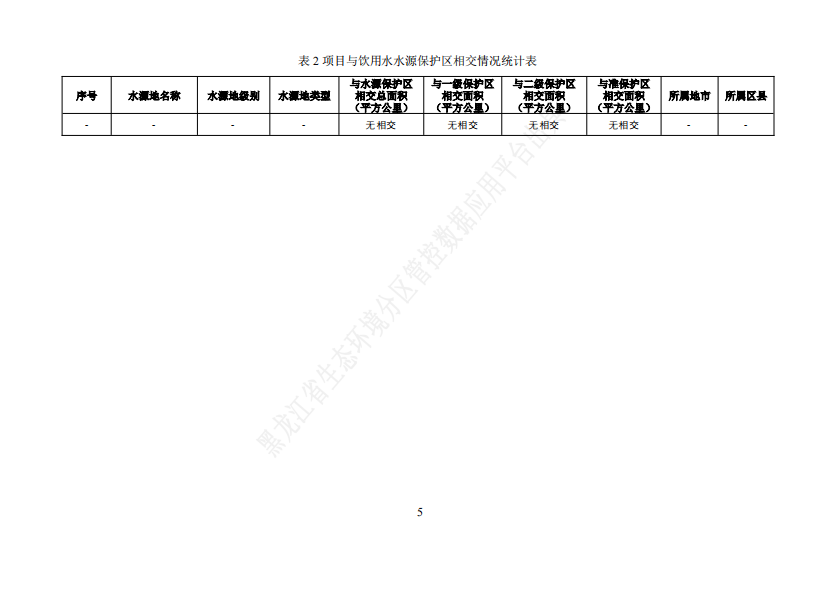 表 2 项目与饮用水水源保护区相交情况统计表
序号 水源地名称 水源地级别 水源地类型 与水源保护区相交总面积（平方公里） 与一级保护区相交面积（平方公里） 与二级保护区相交面积（平方公里） 与准保护区相交面积（平方公里） 所属地市 所属区县
- - - - 无相交 无相交 无相交 无相交 - -
黑龙江省生态环境分区管控数据应用平台
5